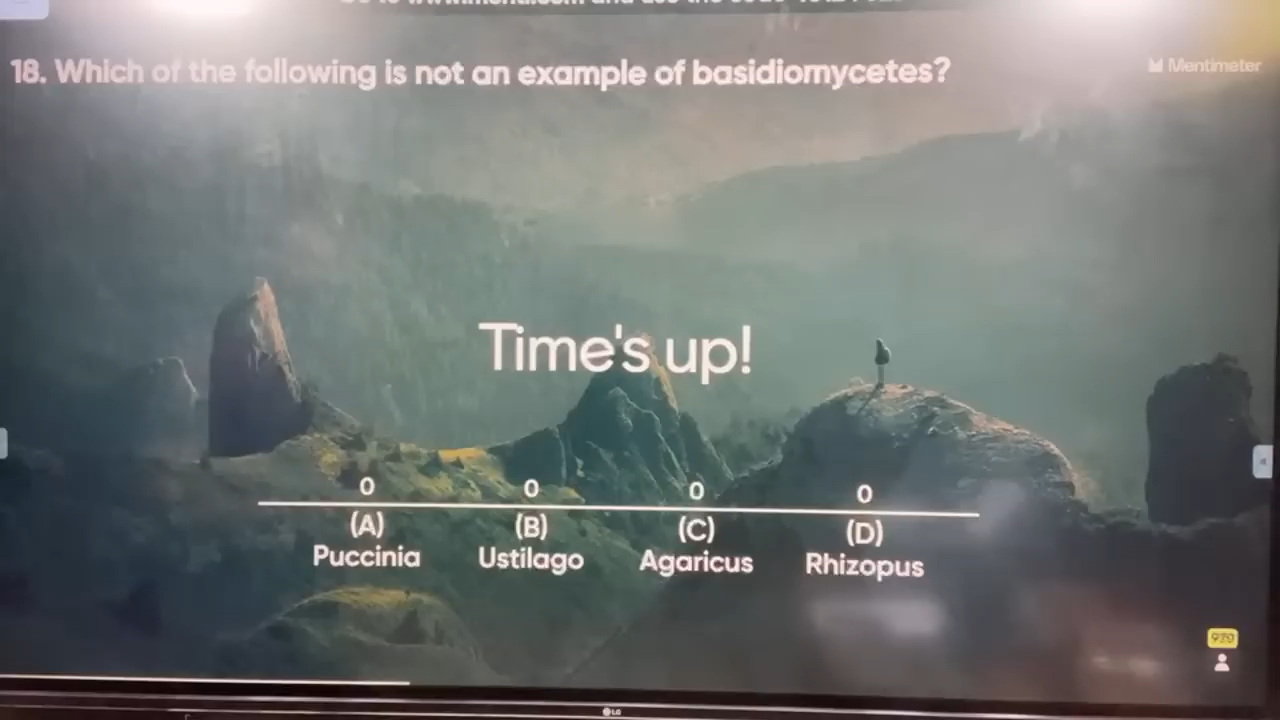 18. Which of the following is not an example of basidiomycetes?
Mentimeter
Time's up!
0 0 0 0
(A) (B) (C) (D)
Puccinia Ustilago Agaricus Rhizopus
LG